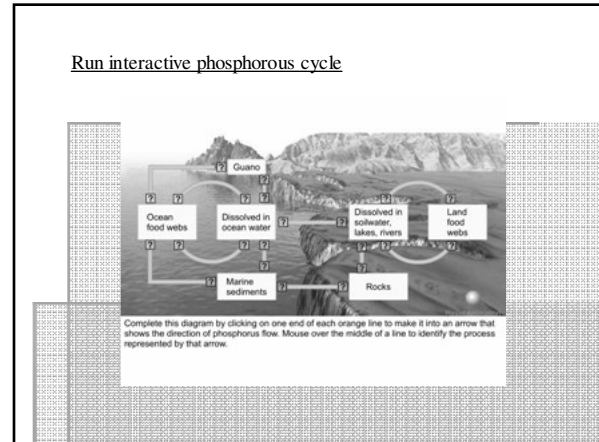 Run interactive phosphorous cycle
? Guano
?
? ? ? ? ?
Ocean
food webs
Dissolved in
ocean water
?
?
Dissolved in
soilwater,
lakes, rivers
Land
food
webs
? ? ? ? ? ? ?
? ? ?
?
Marine
sediments
? ?
Rocks
Complete this diagram by clicking on one end of each orange line to make it into an arrow that
shows the direction of phosphorus flow. Mouse over the middle of a line to identify the process
represented by that arrow.